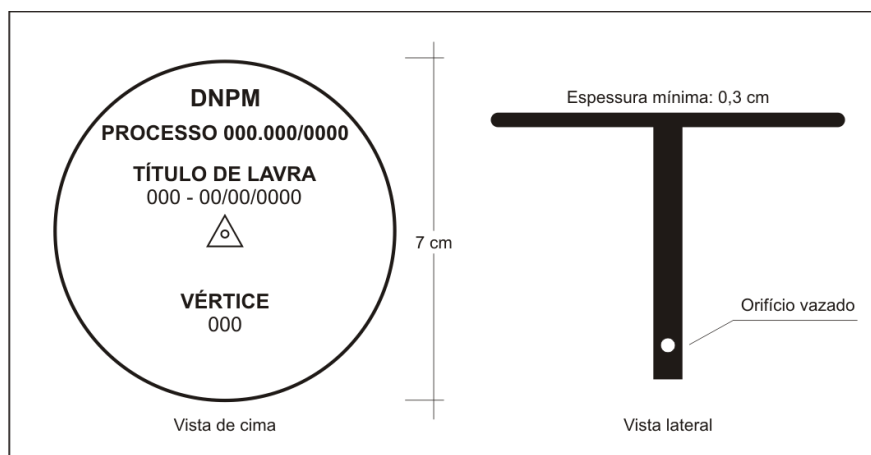 DNPM
PROCESSO 000.000/0000
TÍTULO DE LAVRA
000 - 00/00/0000
VÉRTICE
000
Vista de cima
7 cm
Espessura mínima: 0,3 cm
Orifício vazado
Vista lateral